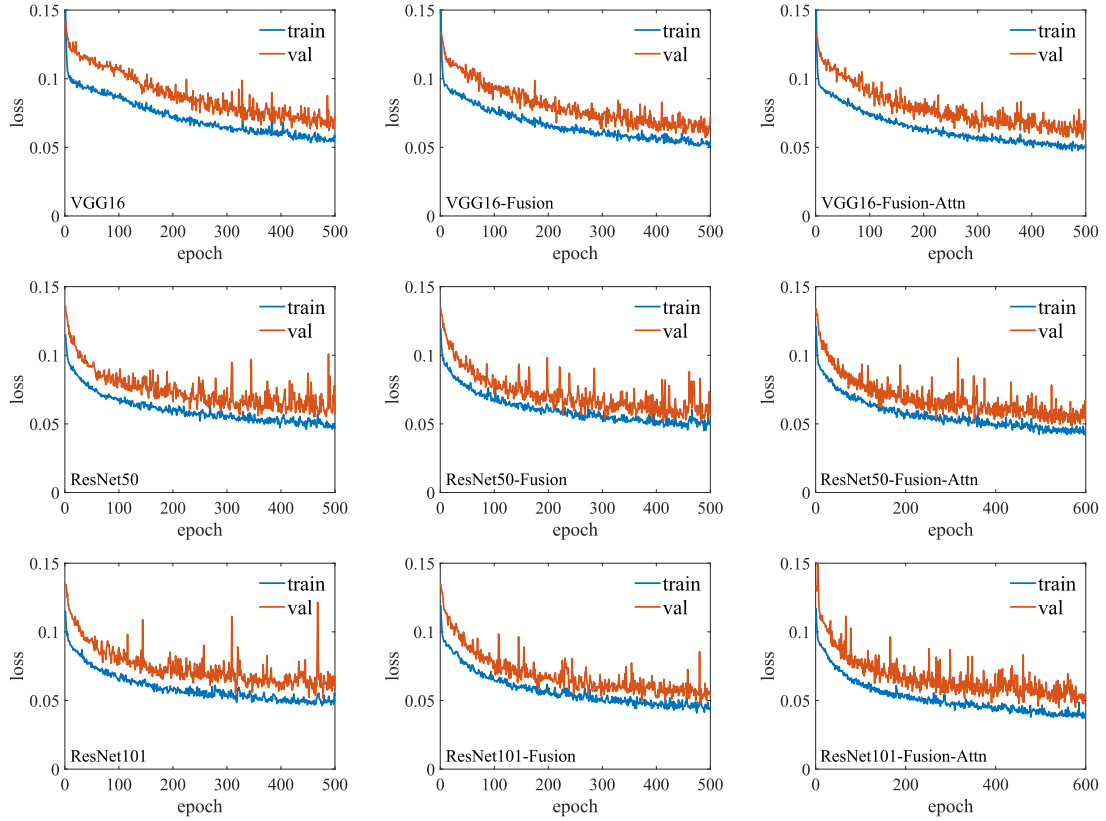 0.15
train
val
0.1
loss
0.05
VGG16
0
0 100 200 300 400 500
epoch
0.15
train
val
0.1
loss
0.05
VGG16-Fusion
0
0 100 200 300 400 500
epoch
0.15
train
val
0.1
loss
0.05
VGG16-Fusion-Attn
0
0 100 200 300 400 500
epoch
0.15
train
val
0.1
loss
0.05
ResNet50
0
0 100 200 300 400 500
epoch
0.15
train
val
0.1
loss
0.05
ResNet50-Fusion
0
0 100 200 300 400 500
epoch
0.15
train
val
0.1
loss
0.05
ResNet50-Fusion-Attn
0
0 200 400 600
epoch
0.15
train
val
0.1
loss
0.05
ResNet101
0
0 100 200 300 400 500
epoch
0.15
train
val
0.1
loss
0.05
ResNet101-Fusion
0
0 100 200 300 400 500
epoch
0.15
train
val
0.1
loss
0.05
ResNet101-Fusion-Attn
0
0 200 400 600
epoch